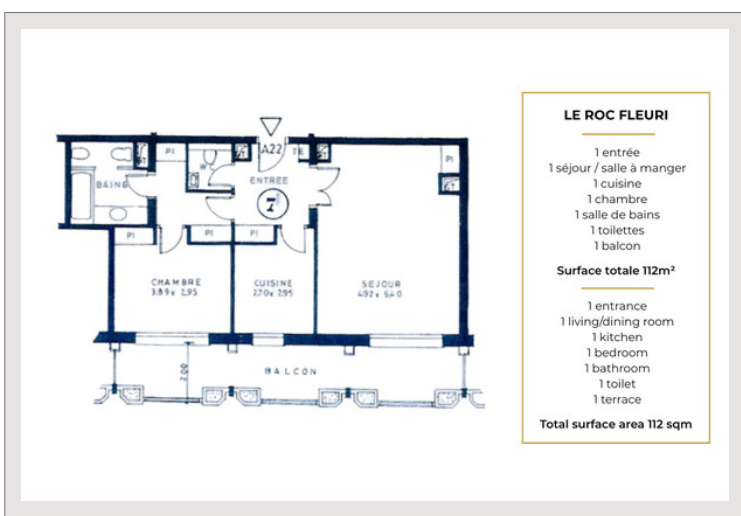 A22
TE
PI
W
PI
BAINS
ENTREE
7
PI
PI
PI
CHAMBRE
3.89 x 2.95
CUISINE
2.70 x 2.95
SEJOUR
4.92 x 6.40
2.00
BALCON
LE ROC FLEURI
1 entrée
1 séjour / salle à manger
1 cuisine
1 chambre
1 salle de bains
1 toilettes
1 balcon
Surface totale 112m²
1 entrance
1 living/dining room
1 kitchen
1 bedroom
1 bathroom
1 toilet
1 terrace
Total surface area 112 sqm